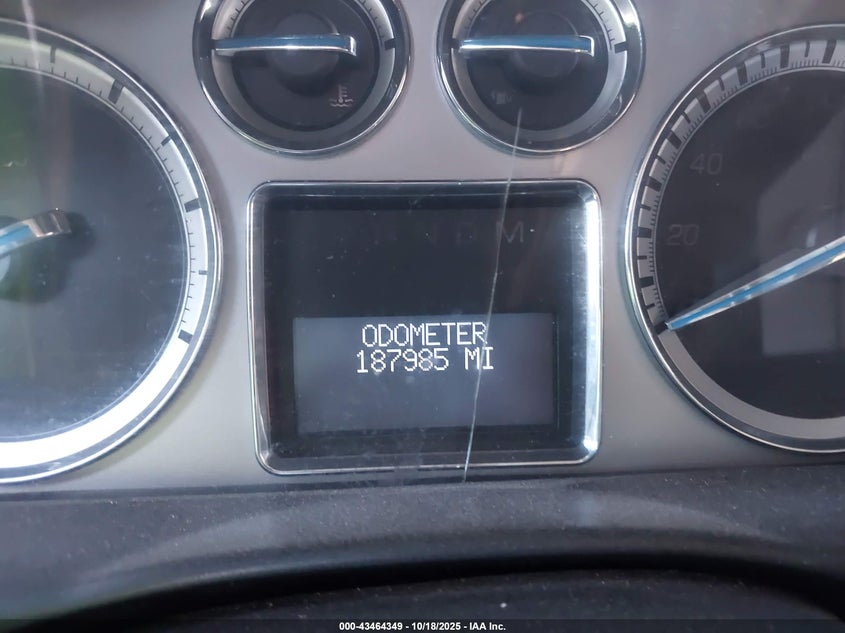 40
20
N D M
ODOMETER
187985 MI
000-43464349 | 10/18/2025 - IAA Inc.